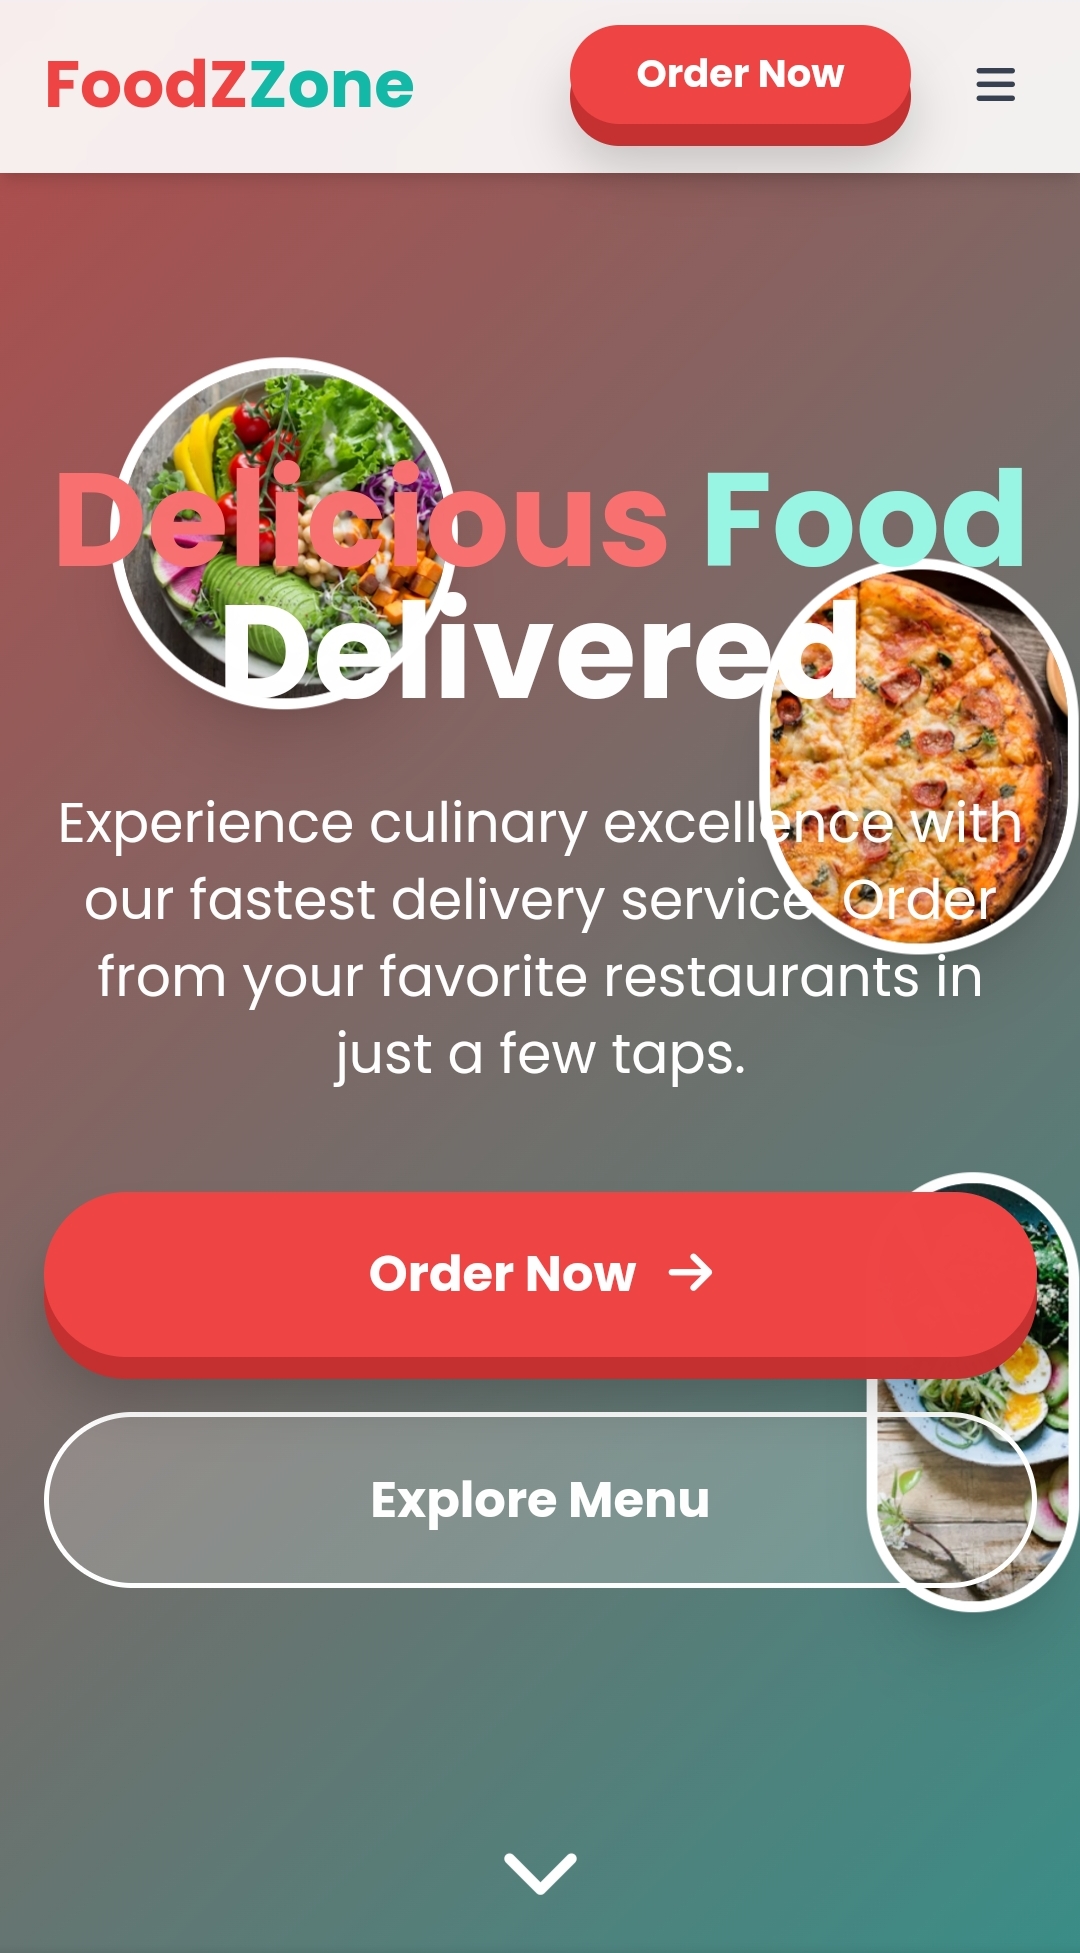 FoodZZone
Order Now
Delicious Food
Delivered
Experience culinary excellence with
our fastest delivery service. Order
from your favorite restaurants in
just a few taps.
Order Now →
Explore Menu